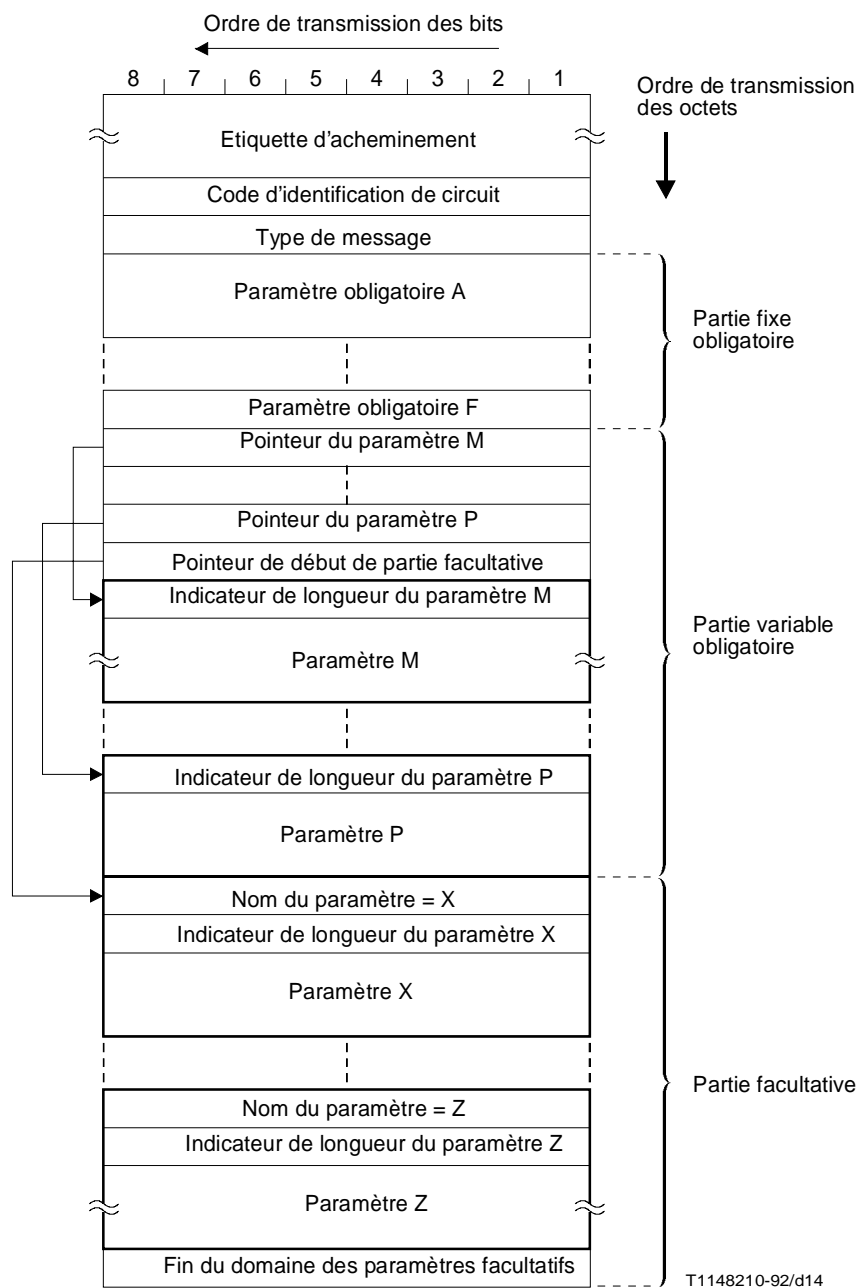 Ordre de transmission des bits
8 7 6 5 4 3 2 1
Ordre de transmission
des octets
Etiquette d'acheminement
Code d'identification de circuit
Type de message
Paramètre obligatoire A
Partie fixe
obligatoire
Paramètre obligatoire F
Pointeur du paramètre M
Pointeur du paramètre P
Pointeur de début de partie facultative
Indicateur de longueur du paramètre M
Partie variable
obligatoire
Paramètre M
Indicateur de longueur du paramètre P
Paramètre P
Nom du paramètre = X
Indicateur de longueur du paramètre X
Paramètre X
Partie facultative
Nom du paramètre = Z
Indicateur de longueur du paramètre Z
Paramètre Z
Fin du domaine des paramètres facultatifs
T1148210-92/d14